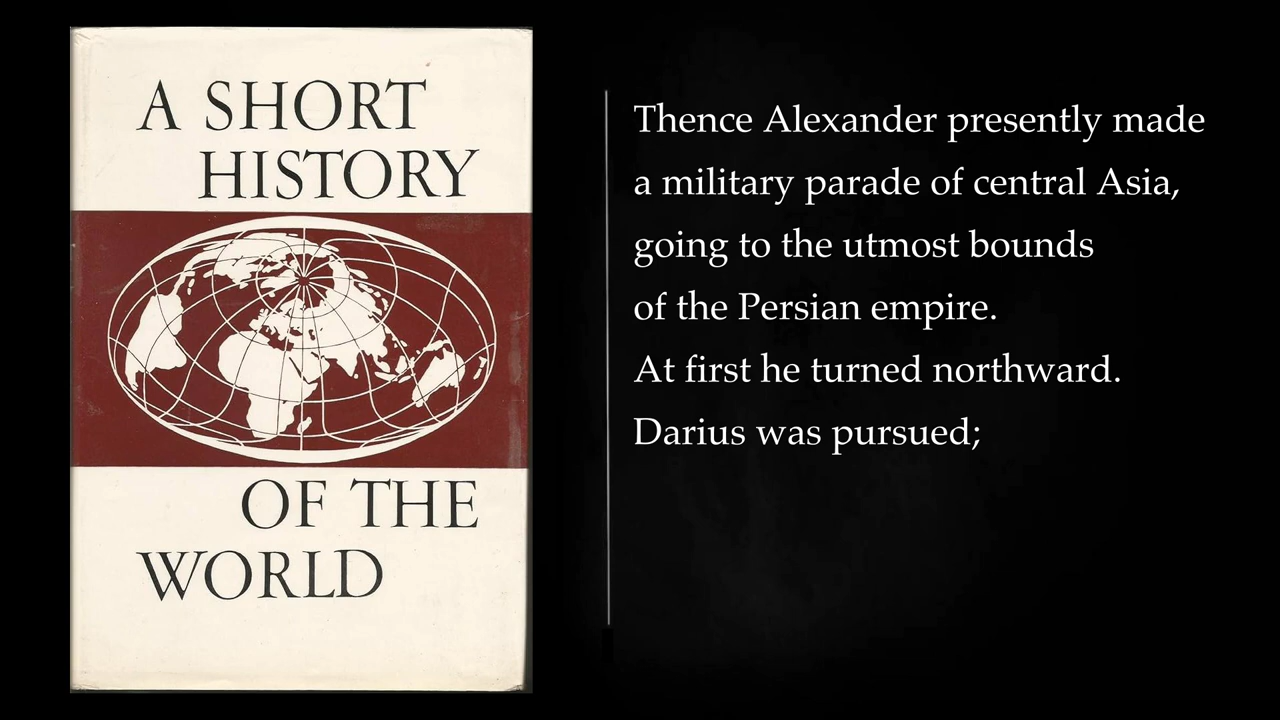 A SHORT
HISTORY
OF THE
WORLD
Thence Alexander presently made
a military parade of central Asia,
going to the utmost bounds
of the Persian empire.
At first he turned northward.
Darius was pursued;